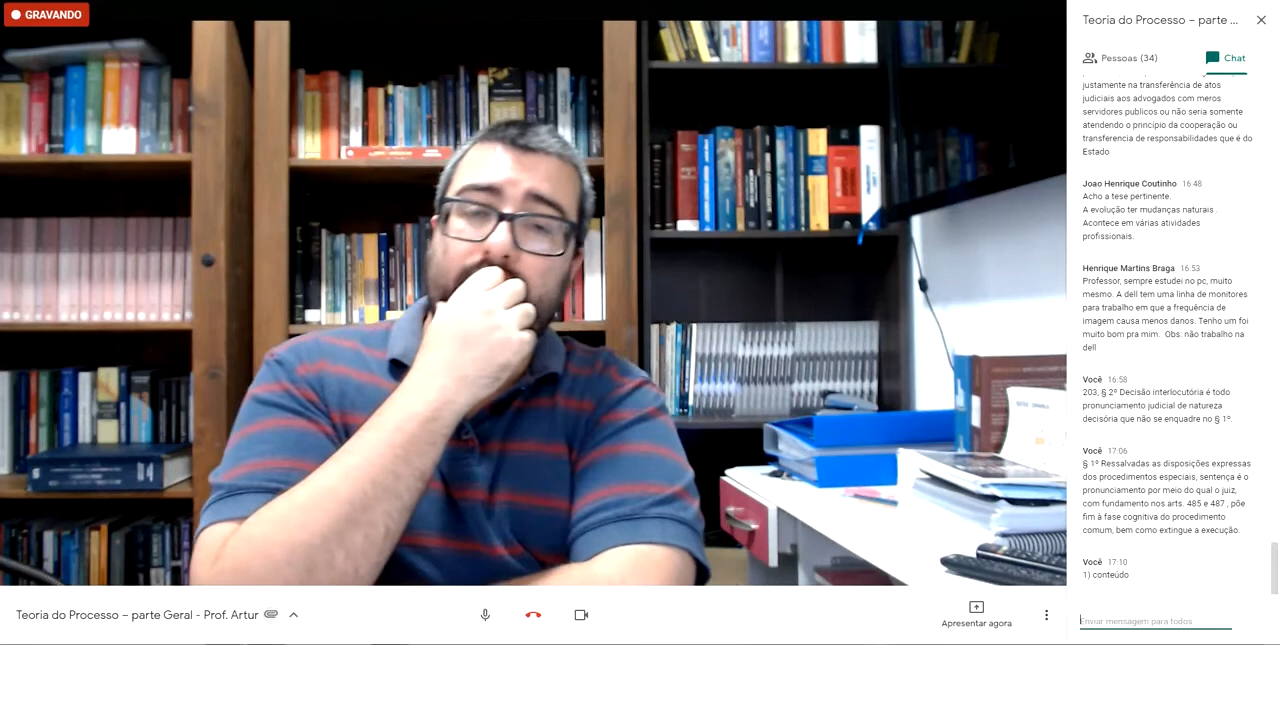 GRAVANDO
Teoria do Processo – parte ...
Pessoas (34)
Chat
justamente na transferência de atos
judiciais aos advogados com meros
servidores publicos ou não seria somente
atendendo o princípio da cooperação ou
transferencia de responsabilidades que é do
Estado
Joao Henrique Coutinho 16:48
Acho a tese pertinente.
A evolução ter mudanças naturais .
Acontece em várias atividades
profissionais.
Henrique Martins Braga 16:53
Professor, sempre estudei no pc, muito
mesmo. A dell tem uma linha de monitores
para trabalho em que a frequência de
imagem causa menos danos. Tenho um foi
muito bom pra mim. Obs: não trabalho na
dell
Você 16:58
203, § 2º Decisão interlocutória é todo
pronunciamento judicial de natureza
decisória que não se enquadre no § 1º.
Você 17:06
§ 1º Ressalvadas as disposições expressas
dos procedimentos especiais, sentença é o
pronunciamento por meio do qual o juiz,
com fundamento nos arts. 485 e 487 , põe
fim à fase cognitiva do procedimento
comum, bem como extingue a execução.
Você 17:10
1) conteúdo
Enviar mensagem para todos
Teoria do Processo – parte Geral - Prof. Artur
Apresentar agora